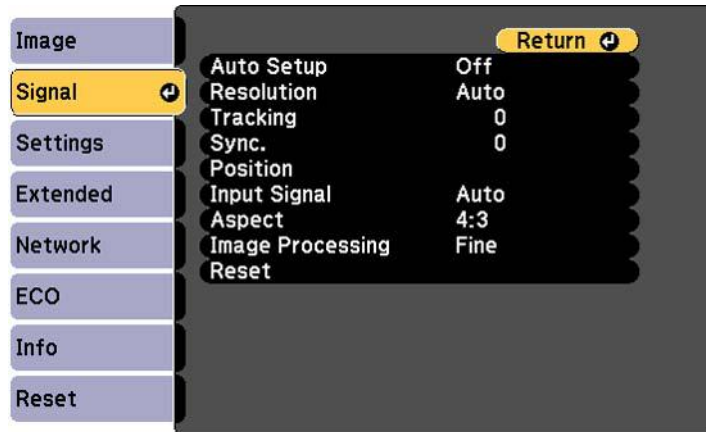 Image
Signal
Settings
Extended
Network
ECO
Info
Reset
Return
Auto Setup Off
Resolution Auto
Tracking 0
Sync. 0
Position
Input Signal Auto
Aspect 4:3
Image Processing Fine
Reset